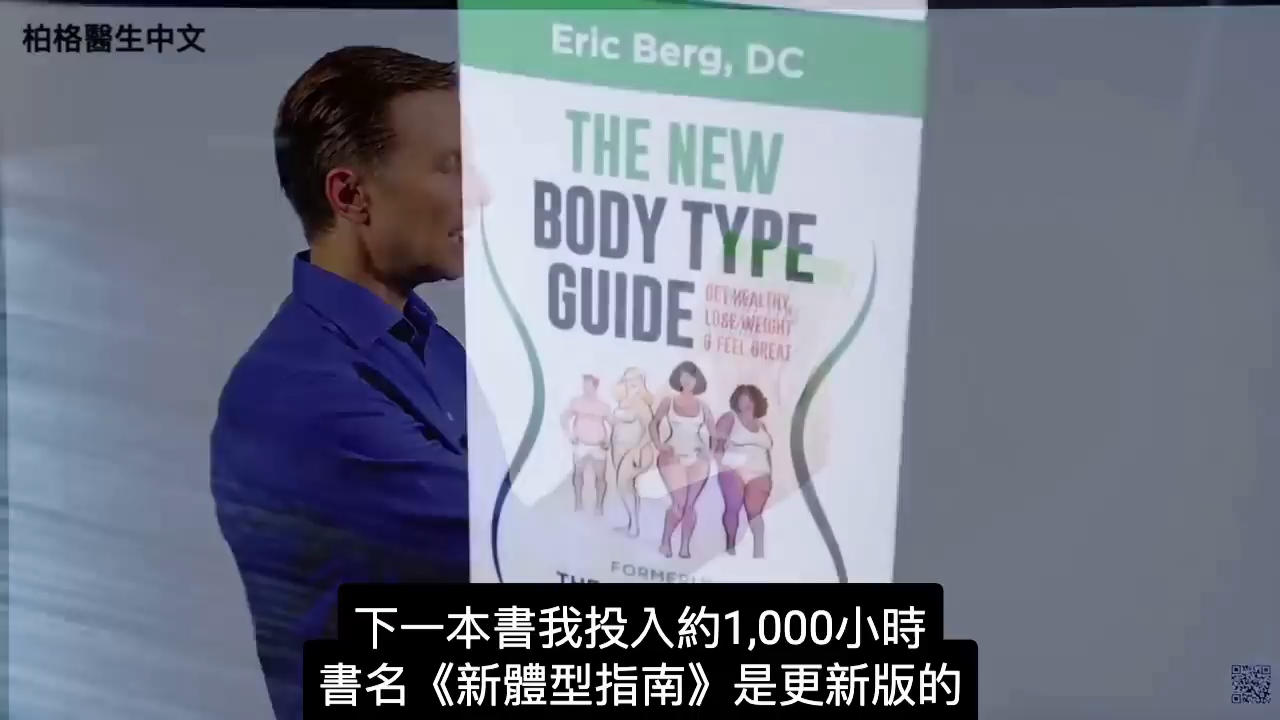 柏格醫生中文
Eric Berg, DC
THE NEW
BODY TYPE
GUIDE
GET HEALTHY,
LOSE WEIGHT
& FEEL GREAT
下一本書我投入約1,000小時
書名《新體型指南》是更新版的